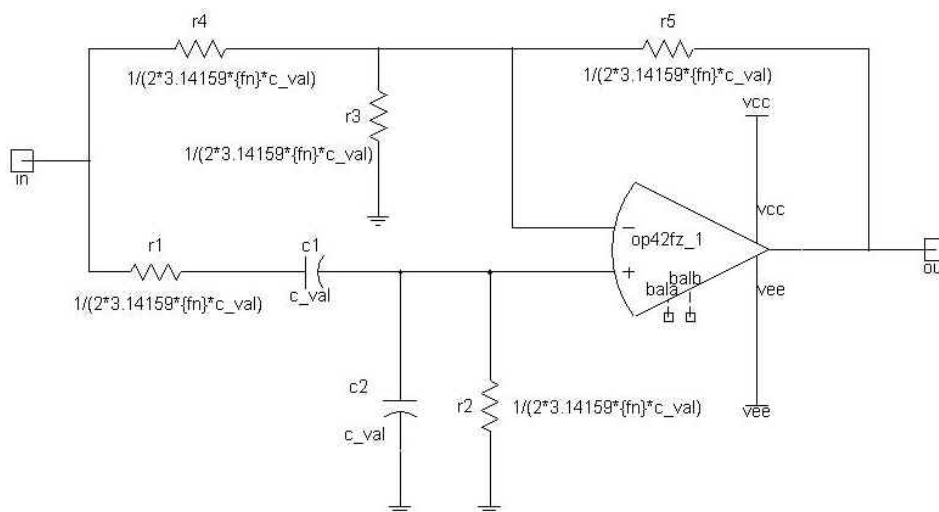 r4
1/(2*3.14159*{fn}*c_val)
r5
1/(2*3.14159*{fn}*c_val)
r3
1/(2*3.14159*{fn}*c_val)
vcc
in
vcc
op42fz_1
r1
c1
1/(2*3.14159*{fn}*c_val)
c_val
bala
balb
vee
ou
c2
c_val
r2
1/(2*3.14159*{fn}*c_val)
vee